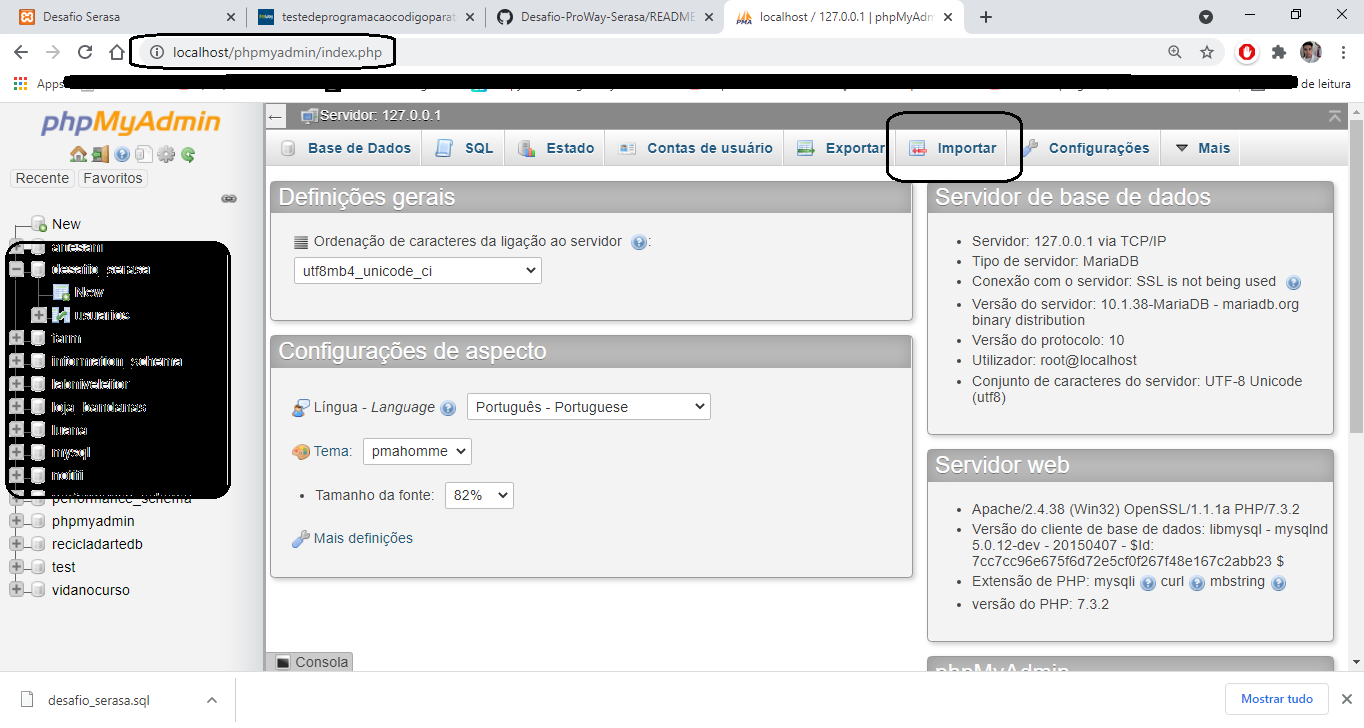 Desafio Serasa
testedeprogramacaocodigoparat
Desafio-ProWay-Serasa/README
localhost / 127.0.0.1 | phpMyAdm
localhost/phpmyadmin/index.php
Apps
de leitura
phpMyAdmin
Recente
Favoritos
New
artesam
desafio_serasa
New
usuarios
farm
information_schema
labniveleitor
loja_bandanas
luana
mysql
performance_schema
phpmyadmin
recicladartedb
test
vidanocurso
Servidor: 127.0.0.1
Base de Dados
SQL
Estado
Contas de usuário
Exportar
Importar
Configurações
Mais
Definições gerais
Ordenação de caracteres da ligação ao servidor :
utf8mb4_unicode_ci
Configurações de aspecto
Língua - Language
Português - Portuguese
Tema:
pmahomme
• Tamanho da fonte:
82%
Mais definições
Servidor de base de dados
• Servidor: 127.0.0.1 via TCP/IP
• Tipo de servidor: MariaDB
• Conexão com o servidor: SSL is not being used
• Versão do servidor: 10.1.38-MariaDB - mariadb.org
binary distribution
• Versão do protocolo: 10
• Utilizador: root@localhost
• Conjunto de caracteres do servidor: UTF-8 Unicode
(utf8)
Servidor web
• Apache/2.4.38 (Win32) OpenSSL/1.1.1a PHP/7.3.2
• Versão do cliente de base de dados: libmysql - mysqlnd
5.0.12-dev - 20150407 - $Id:
7cc7cc96e675f6d72e5cf0f267f48e167c2abb23 $
• Extensão de PHP: mysqli curl mbstring
• versão do PHP: 7.3.2
phpMyAdmin
Consola
desafio_serasa.sql
Mostrar tudo